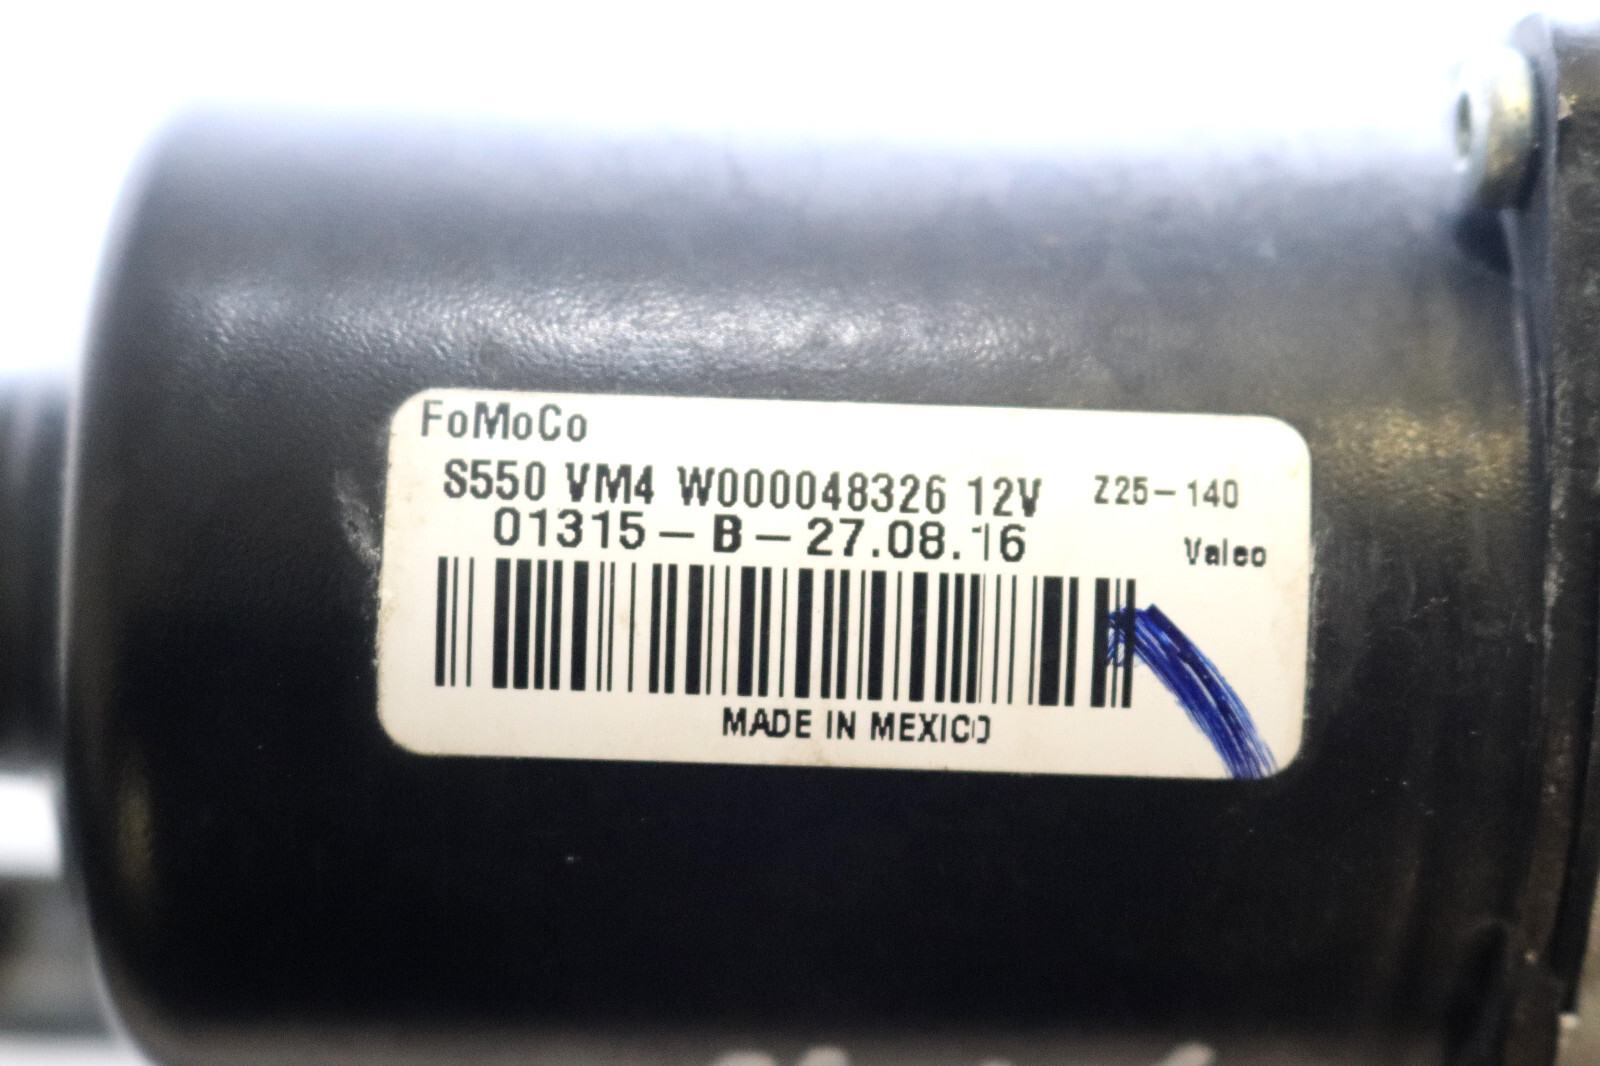 FoMoCo
S550 VM4 W000048326 12V Z25-140
01315-B-27.08.16
Valeo
MADE IN MEXICO